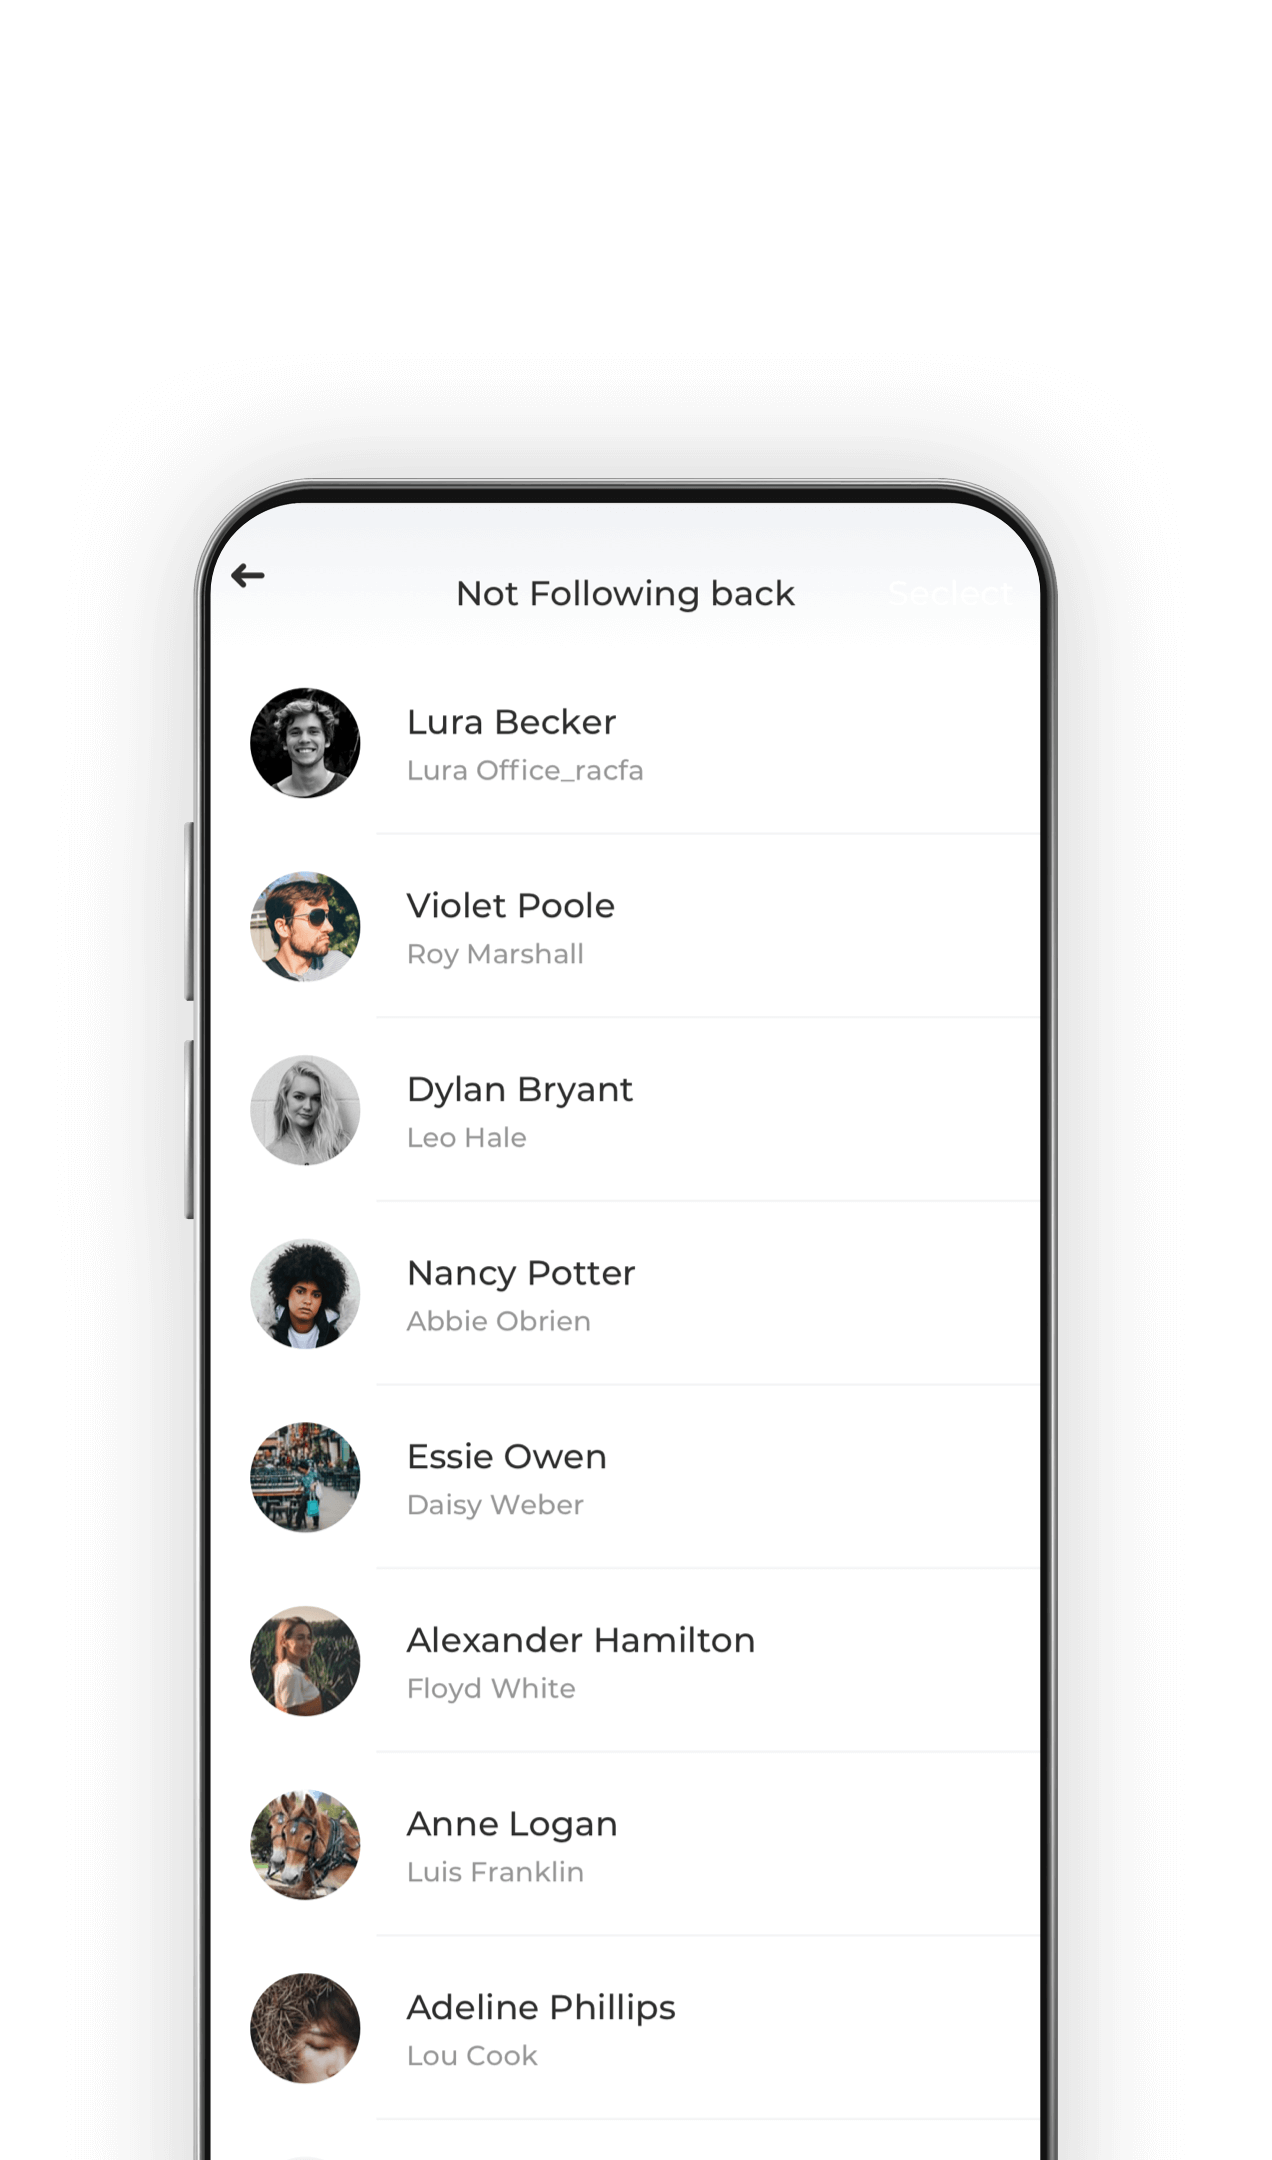 Not Following back
Seclect
Lura Becker
Lura Office_racfa
Violet Poole
Roy Marshall
Dylan Bryant
Leo Hale
Nancy Potter
Abbie Obrien
Essie Owen
Daisy Weber
Alexander Hamilton
Floyd White
Anne Logan
Luis Franklin
Adeline Phillips
Lou Cook